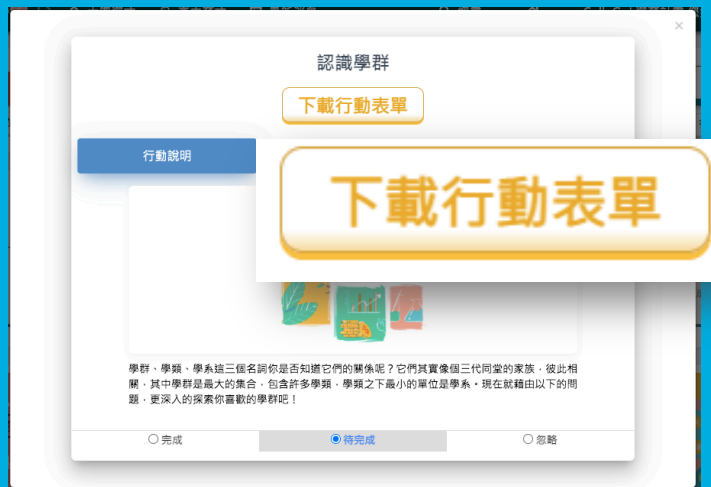 ×
認識學群
下載行動表單
行動說明
下載行動表單
學群、學類、學系這三個名詞你是否知道它們的關係呢？它們其實像個三代同堂的家族，彼此相
關，其中學群是最大的集合，包含許多學類，學類之下最小的單位是學系。現在就藉由以下的問
題，更深入的探索你喜歡的學群吧！
完成
待完成
忽略